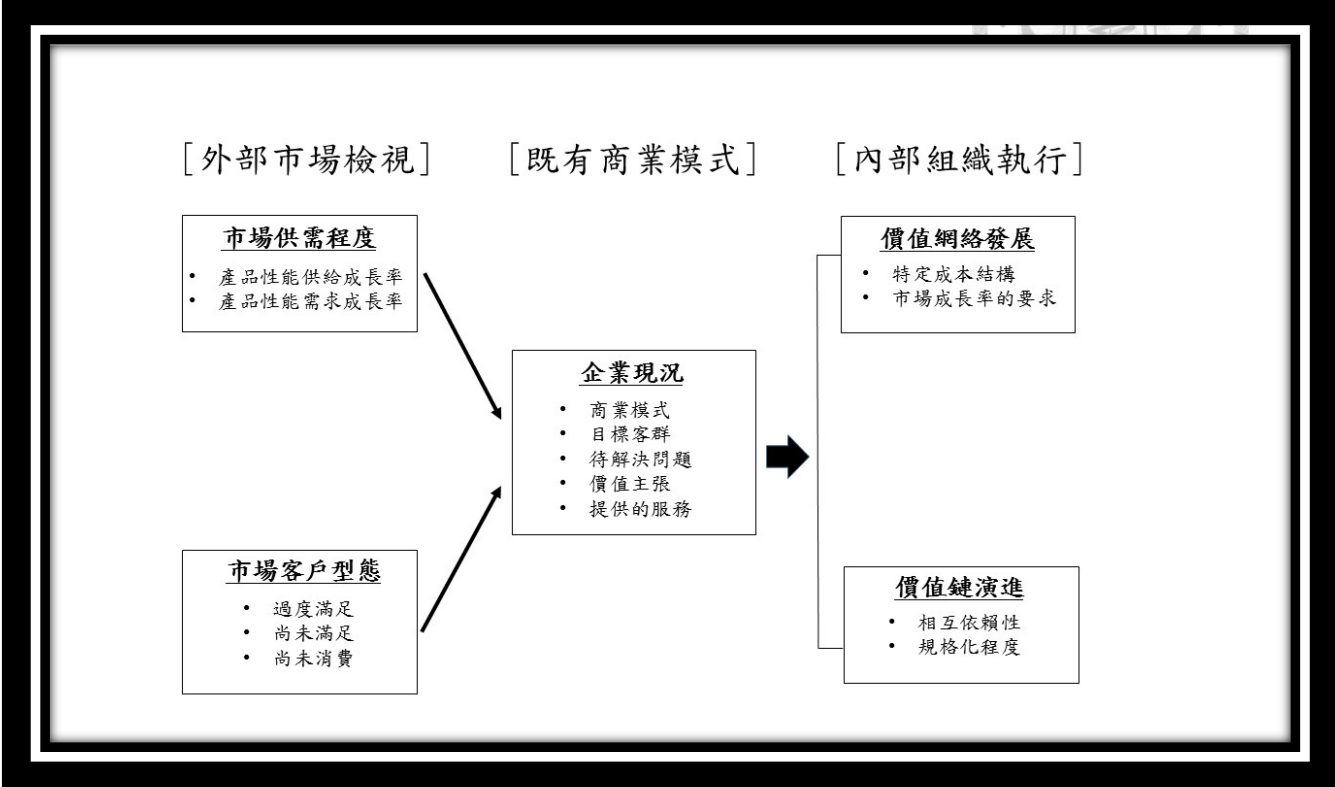 [外部市場檢視]
[既有商業模式]
[內部組織執行]
市場供需程度
• 產品性能供給成長率
• 產品性能需求成長率
市場客戶型態
• 過度滿足
• 尚未滿足
• 尚未消費
企業現況
• 商業模式
• 目標客群
• 待解決問題
• 價值主張
• 提供的服務
價值網絡發展
• 特定成本結構
• 市場成長率的要求
價值鏈演進
• 相互依賴性
• 規格化程度